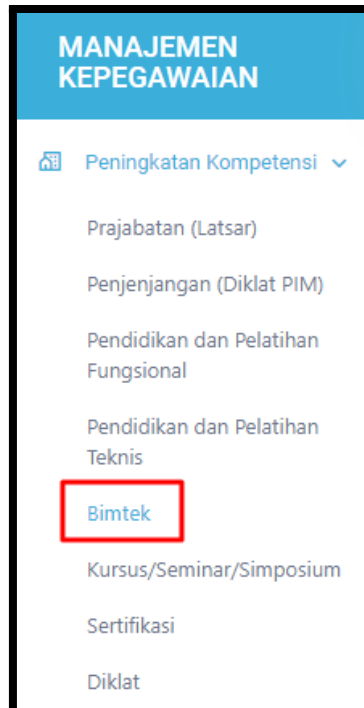 MANAJEMEN
KEPEGAWAIAN
Peningkatan Kompetensi
Prajabatan (Latsar)
Penjenjangan (Diklat PIM)
Pendidikan dan Pelatihan
Fungsional
Pendidikan dan Pelatihan
Teknis
Bimtek
Kursus/Seminar/Simposium
Sertifikasi
Diklat